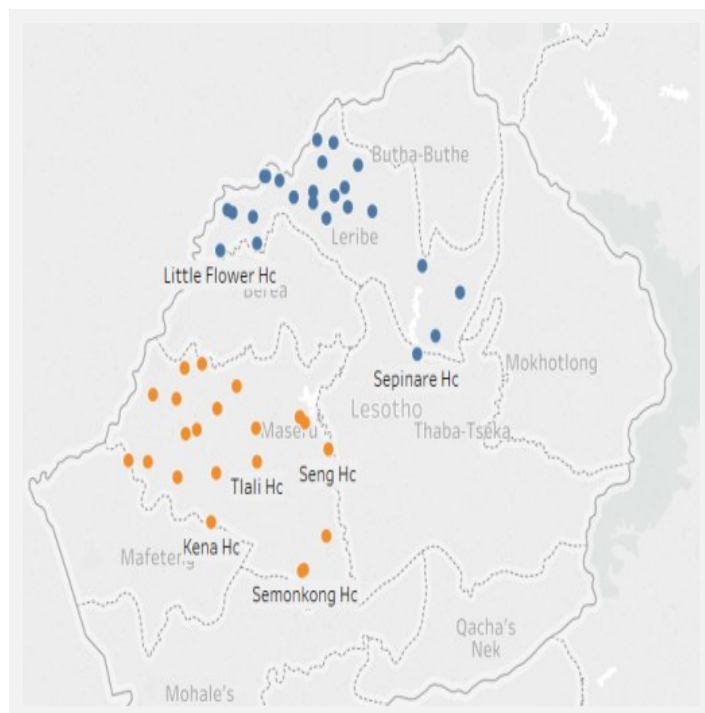 Butha-Buthe
Leribe
Little Flower Hc
Berea
Mokhotlong
Sepinare Hc
Lesotho
Maseru
Thaba-Tseka
Seng Hc
Tlali Hc
Kena Hc
Mafeteng
Semonkong Hc
Qacha's
Nek
Mohale's